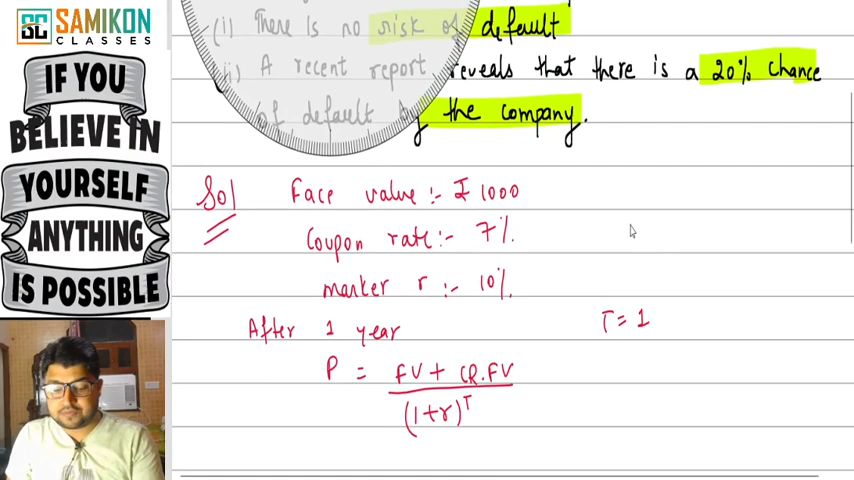 SAMIKON
CLASSES
IF YOU
BELIEVE IN
YOURSELF
ANYTHING
IS POSSIBLE
(i) There is no risk of default
(ii) A recent report reveals that there is a 20% chance
of default by the company.
Sol Face value :- ₹ 1000
Coupon rate :- 7%.
marker r :- 10%.
After 1 year T = 1
P = FV + CR.FV
(1+r)^T